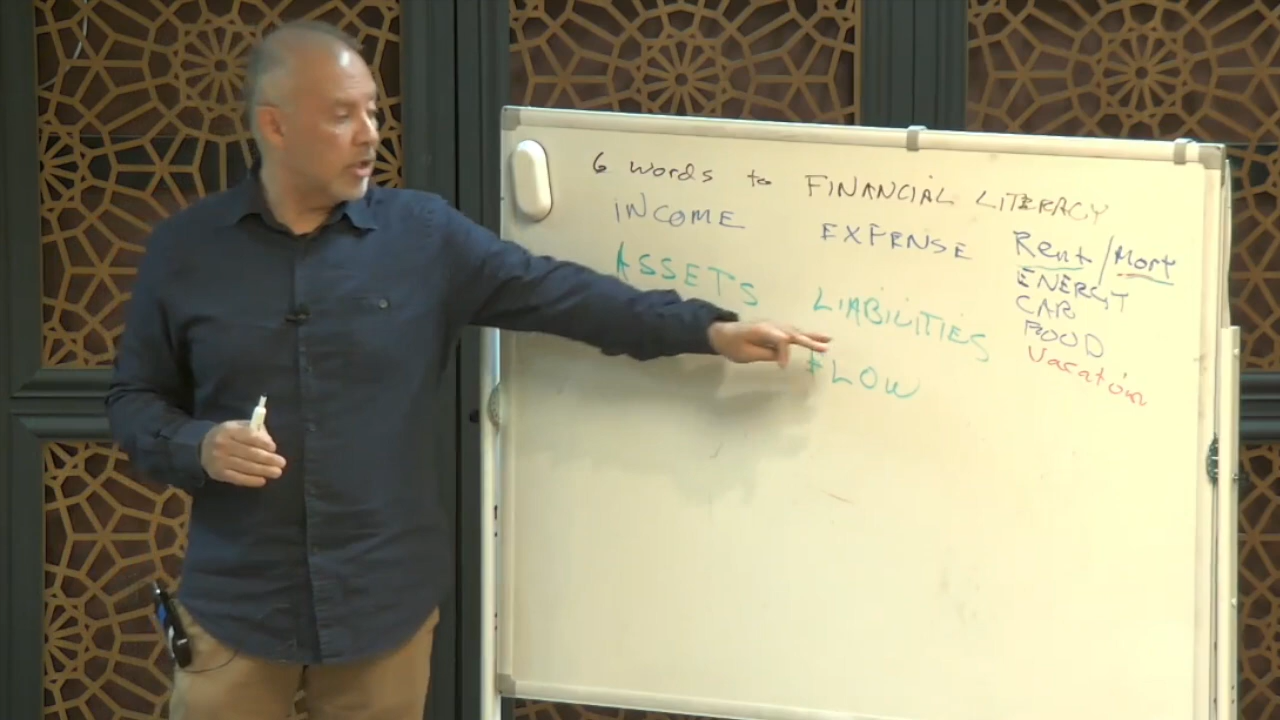 6 words to FINANCIAL LITERACY
INCOME EXPENSE Rent/Mort
ENERGY
ASSETS LIABILITIES CAR
FOOD
FLOW Vacation